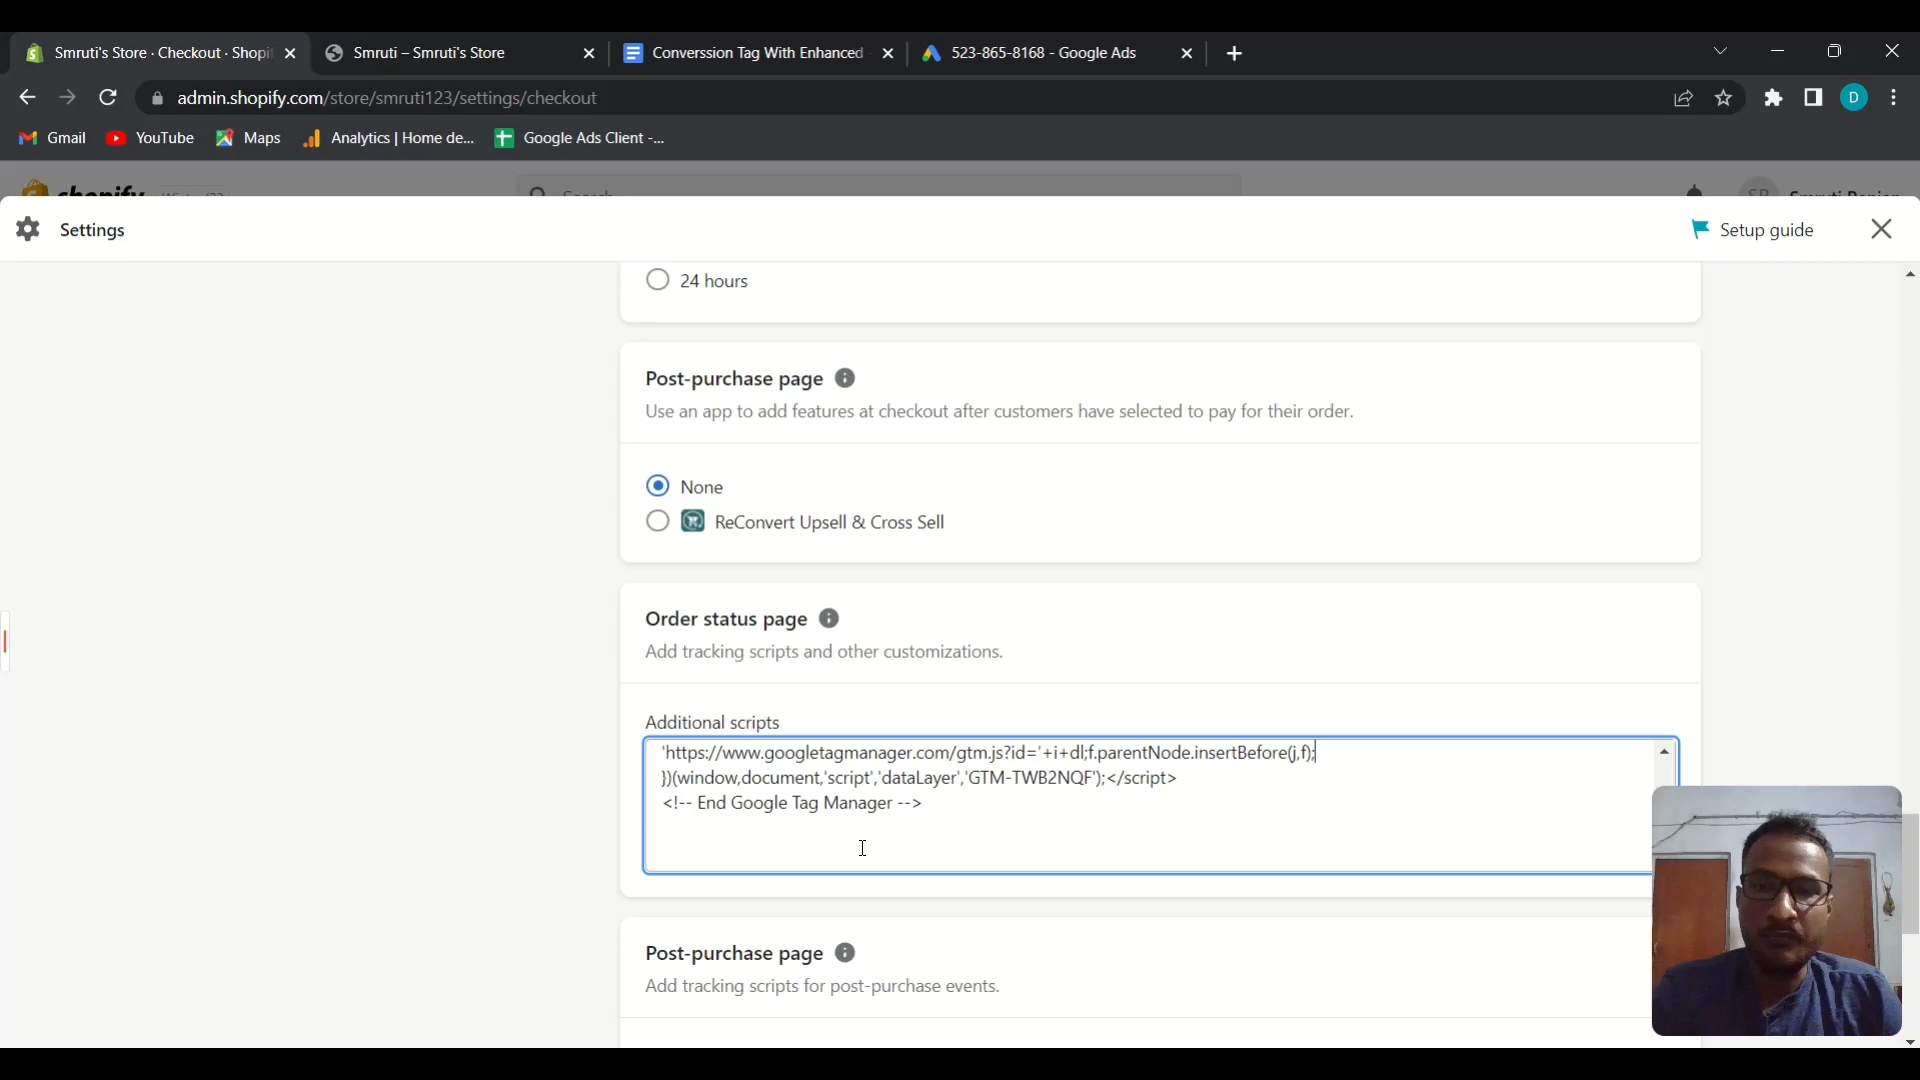 Smruti's Store · Checkout · Shopi
Smruti – Smruti's Store
Converssion Tag With Enhanced
523-865-8168 - Google Ads
admin.shopify.com/store/smruti123/settings/checkout
D
Gmail
YouTube
Maps
Analytics | Home de...
Google Ads Client -...
shopify
Search
Settings
Setup guide
24 hours
Post-purchase page
Use an app to add features at checkout after customers have selected to pay for their order.
None
ReConvert Upsell & Cross Sell
Order status page
Add tracking scripts and other customizations.
Additional scripts
'https://www.googletagmanager.com/gtm.js?id='+i+dl;f.parentNode.insertBefore(j,f);
})(window,document,'script','dataLayer','GTM-TWB2NQF');</script>
<!-- End Google Tag Manager -->
Post-purchase page
Add tracking scripts for post-purchase events.